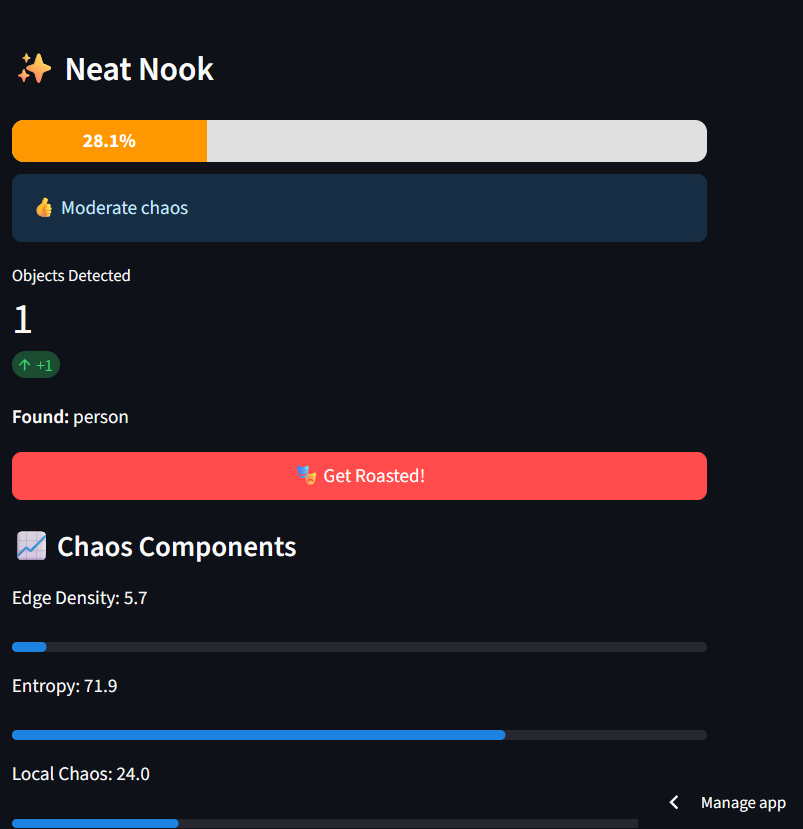 ✨ Neat Nook
28.1%
👍 Moderate chaos
Objects Detected
1
↑ +1
Found: person
🎭 Get Roasted!
📈 Chaos Components
Edge Density: 5.7
Entropy: 71.9
Local Chaos: 24.0
Manage app